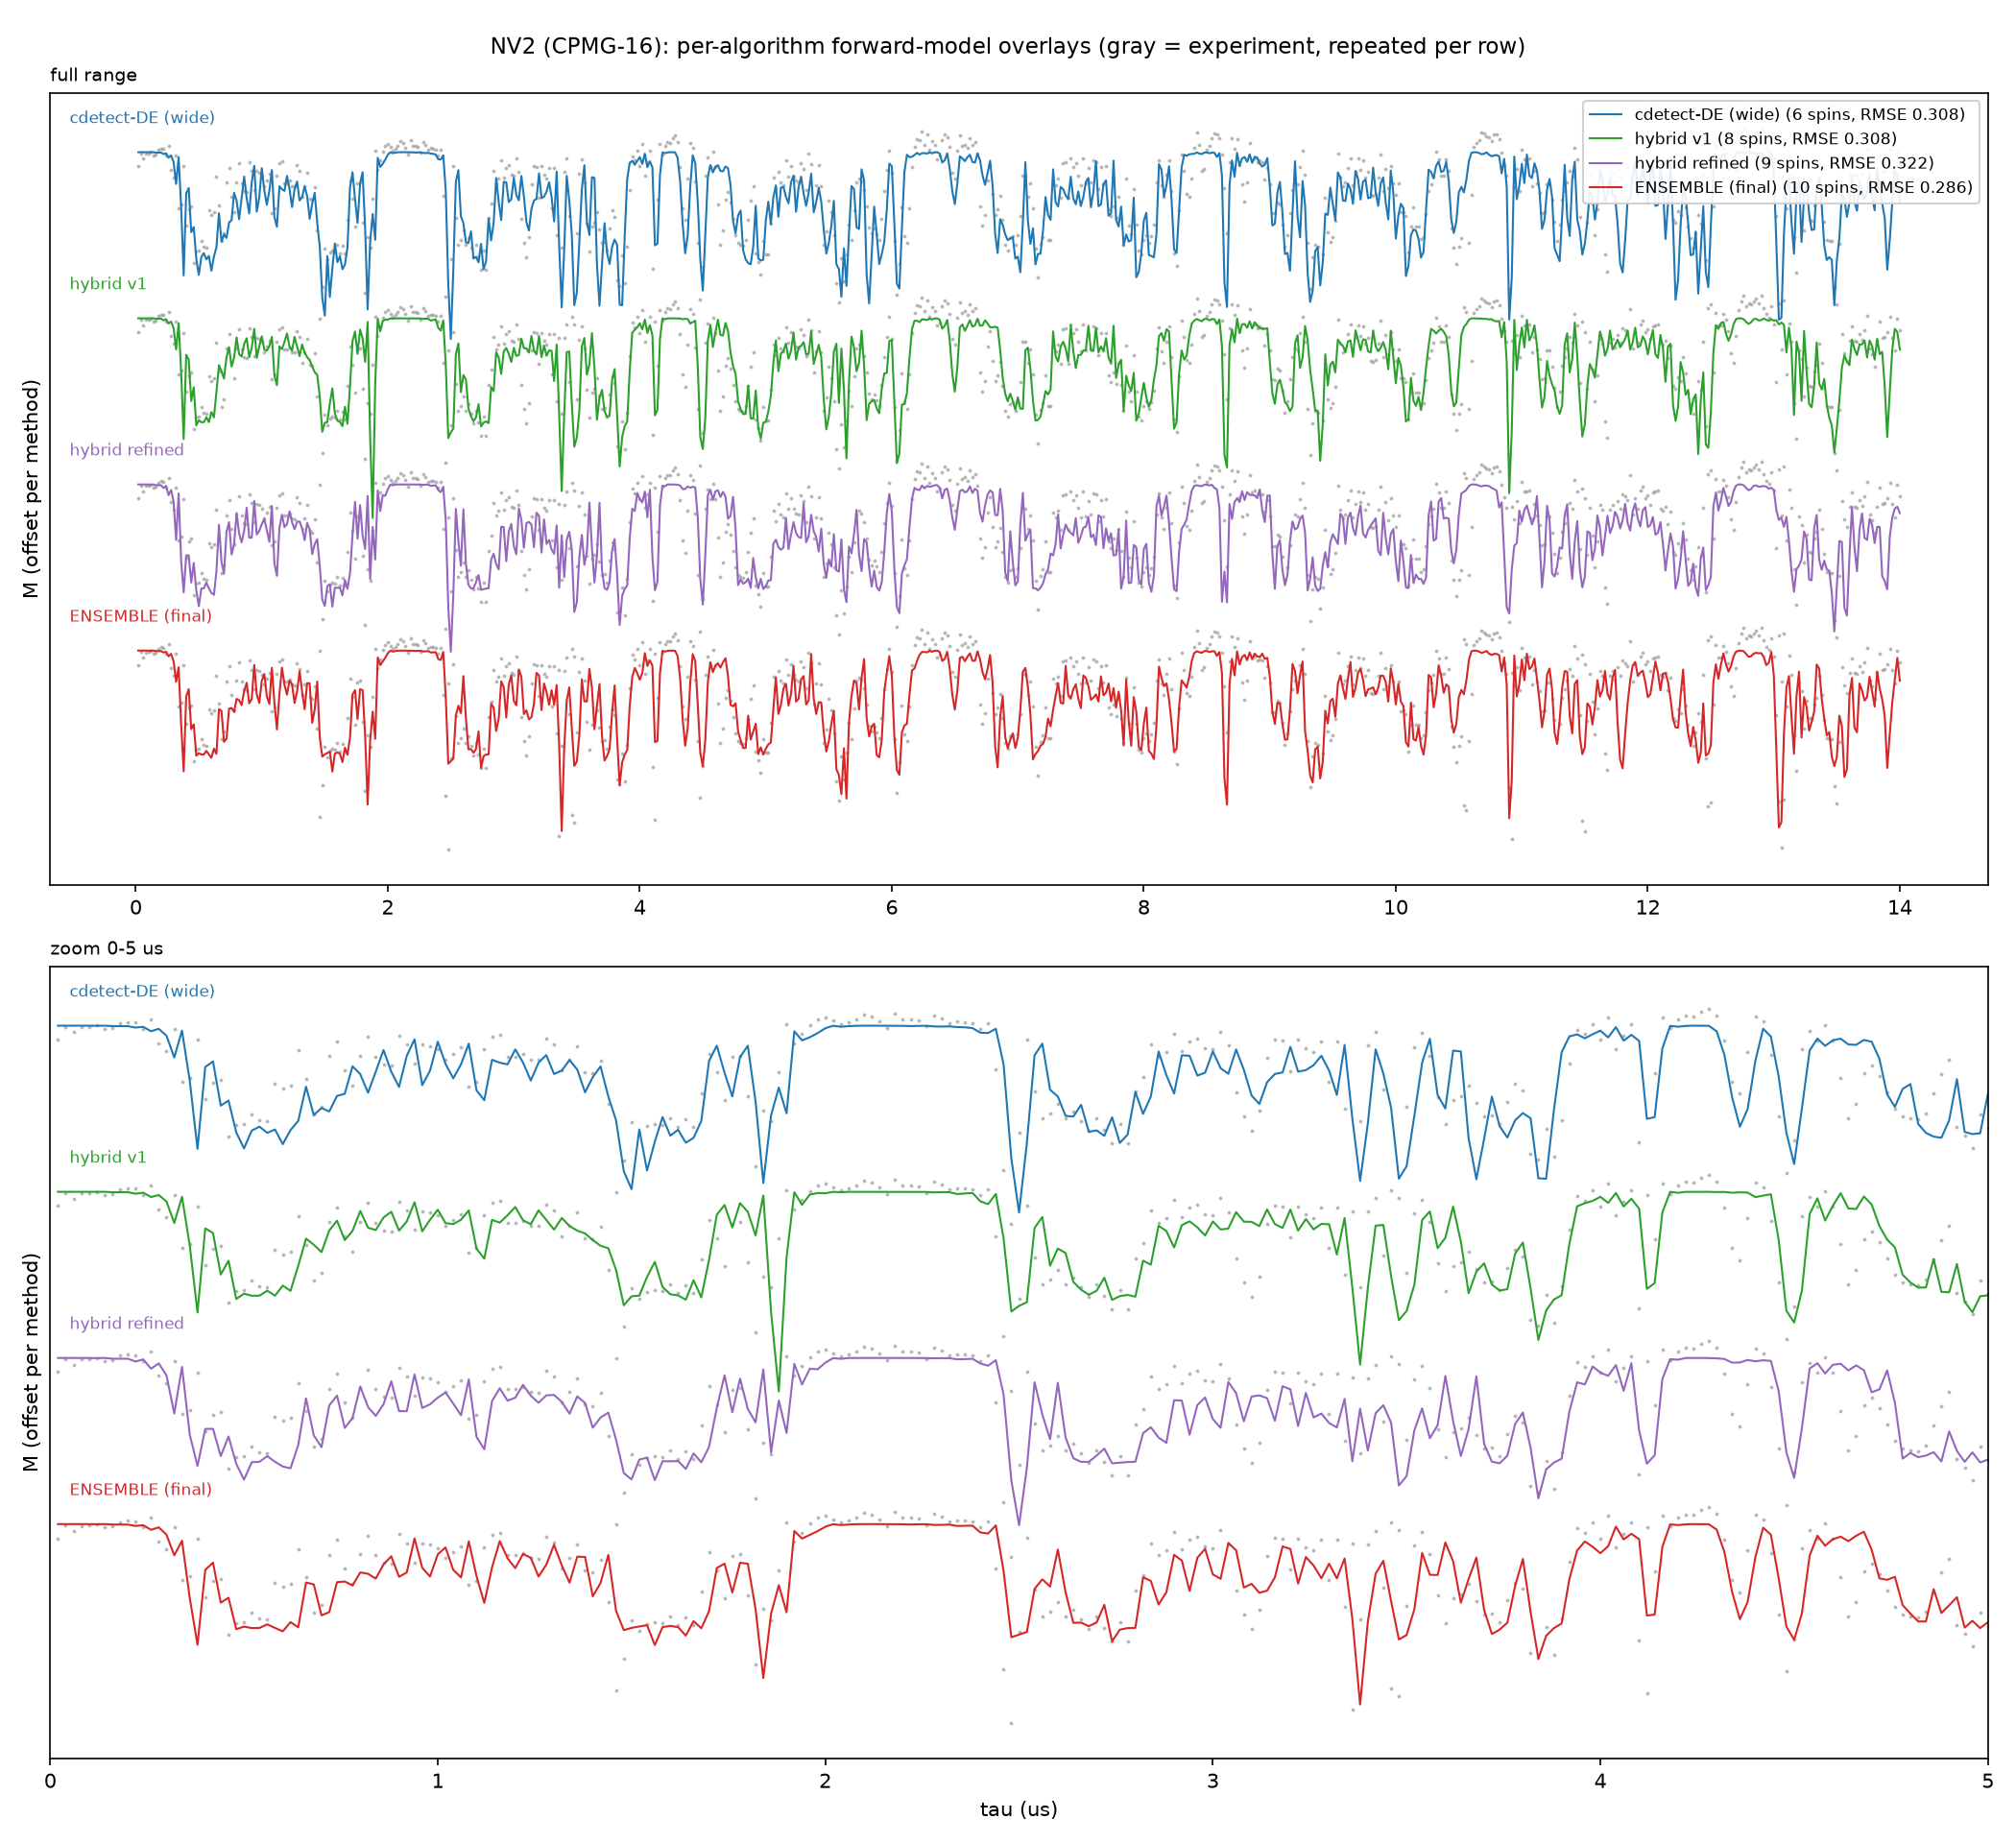 NV2 (CPMG-16): per-algorithm forward-model overlays (gray = experiment, repeated per row)
full range
cdetect-DE (wide)
hybrid v1
hybrid refined
ENSEMBLE (final)
cdetect-DE (wide) (6 spins, RMSE 0.308)
hybrid v1 (8 spins, RMSE 0.308)
hybrid refined (9 spins, RMSE 0.322)
ENSEMBLE (final) (10 spins, RMSE 0.286)
M (offset per method)
0 2 4 6 8 10 12 14
zoom 0-5 us
cdetect-DE (wide)
hybrid v1
hybrid refined
ENSEMBLE (final)
M (offset per method)
0 1 2 3 4 5
tau (us)